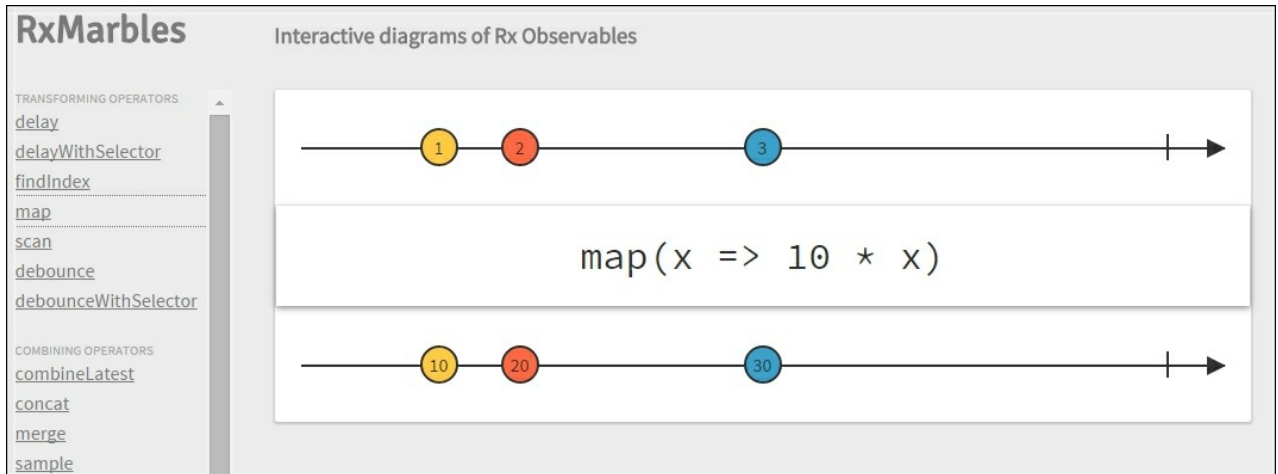 RxMarbles
Interactive diagrams of Rx Observables
TRANSFORMING OPERATORS
delay
delayWithSelector
findIndex
map
scan
debounce
debounceWithSelector
COMBINING OPERATORS
combineLatest
concat
merge
sample
1 2 3
map(x => 10 * x)
10 20 30